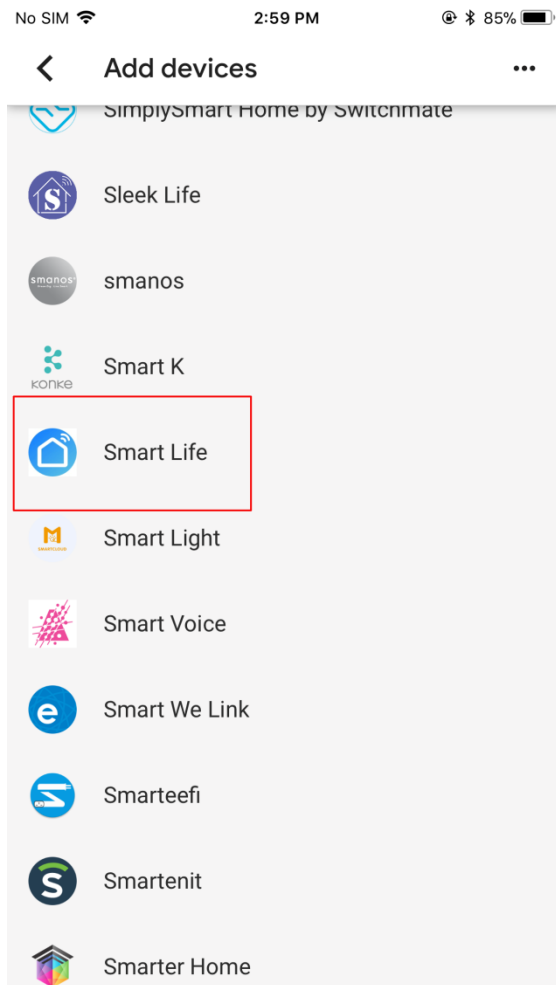 No SIM 2:59 PM 85%
Add devices
SimplySmart Home by Switchmate
Sleek Life
smanos
smanos
Smart K
KONKE
Smart Life
Smart Light
Smart Voice
Smart We Link
Smarteefi
Smartenit
Smarter Home